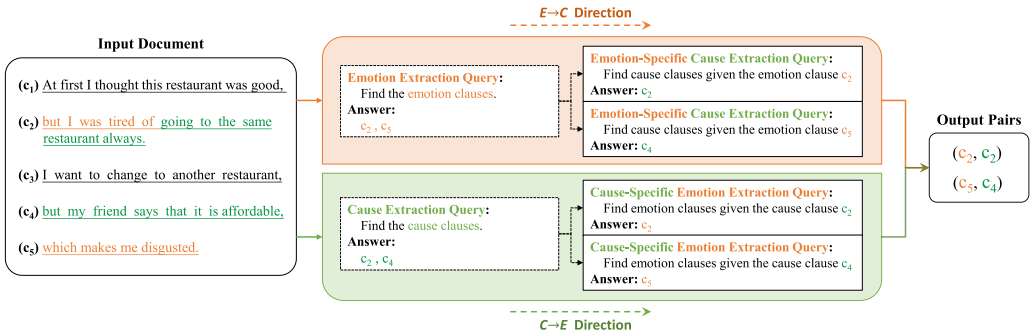 E→C Direction
Input Document
(c1) At first I thought this restaurant was good,
(c2) but I was tired of going to the same
restaurant always.
(c3) I want to change to another restaurant,
(c4) but my friend says that it is affordable,
(c5) which makes me disgusted.
Emotion Extraction Query:
Find the emotion clauses.
Answer:
c2 , c5
Emotion-Specific Cause Extraction Query:
Find cause clauses given the emotion clause c2
Answer: c2
Emotion-Specific Cause Extraction Query:
Find cause clauses given the emotion clause c5
Answer: c4
Cause Extraction Query:
Find the cause clauses.
Answer:
c2 , c4
Cause-Specific Emotion Extraction Query:
Find emotion clauses given the cause clause c2
Answer: c2
Cause-Specific Emotion Extraction Query:
Find emotion clauses given the cause clause c4
Answer: c5
Output Pairs
(c2, c2)
(c5, c4)
C→E Direction